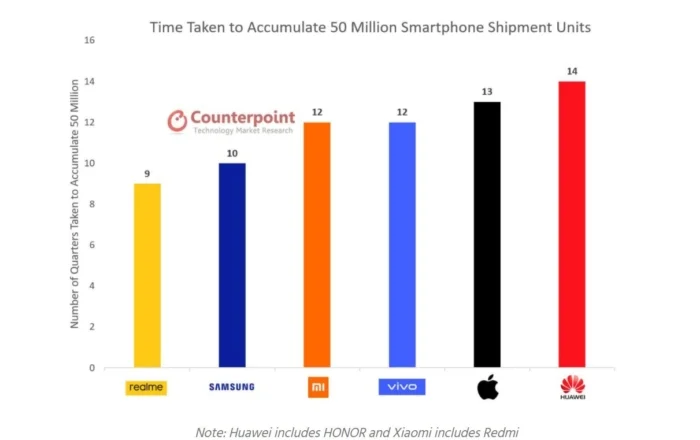 Time Taken to Accumulate 50 Million Smartphone Shipment Units
Number of Quarters Taken to Accumulate 50 Million
16
14
12
10
8
6
4
2
0
Counterpoint
Technology Market Research
9
10
12
12
13
14
realme
SAMSUNG
mi
vivo
HUAWEI
Note: Huawei includes HONOR and Xiaomi includes Redmi